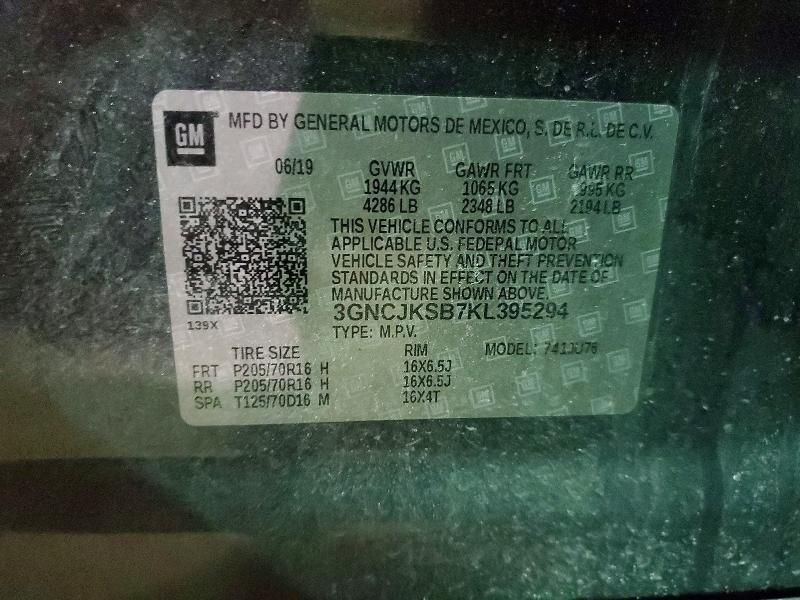 GM MFD BY GENERAL MOTORS DE MEXICO, S. DE R.L. DE C.V.
06/19 GVWR GAWR FRT GAWR RR
1944 KG 1065 KG 995 KG
4286 LB 2348 LB 2194 LB
THIS VEHICLE CONFORMS TO ALL
APPLICABLE U.S. FEDERAL MOTOR
VEHICLE SAFETY AND THEFT PREVENTION
STANDARDS IN EFFECT ON THE DATE OF
MANUFACTURE SHOWN ABOVE.
3GNCJKSB7KL395294
139X
TYPE: M.P.V.
TIRE SIZE RIM MODEL: 741JU76
FRT P205/70R16 H 16X6.5J
RR P205/70R16 H 16X6.5J
SPA T125/70D16 M 16X4T